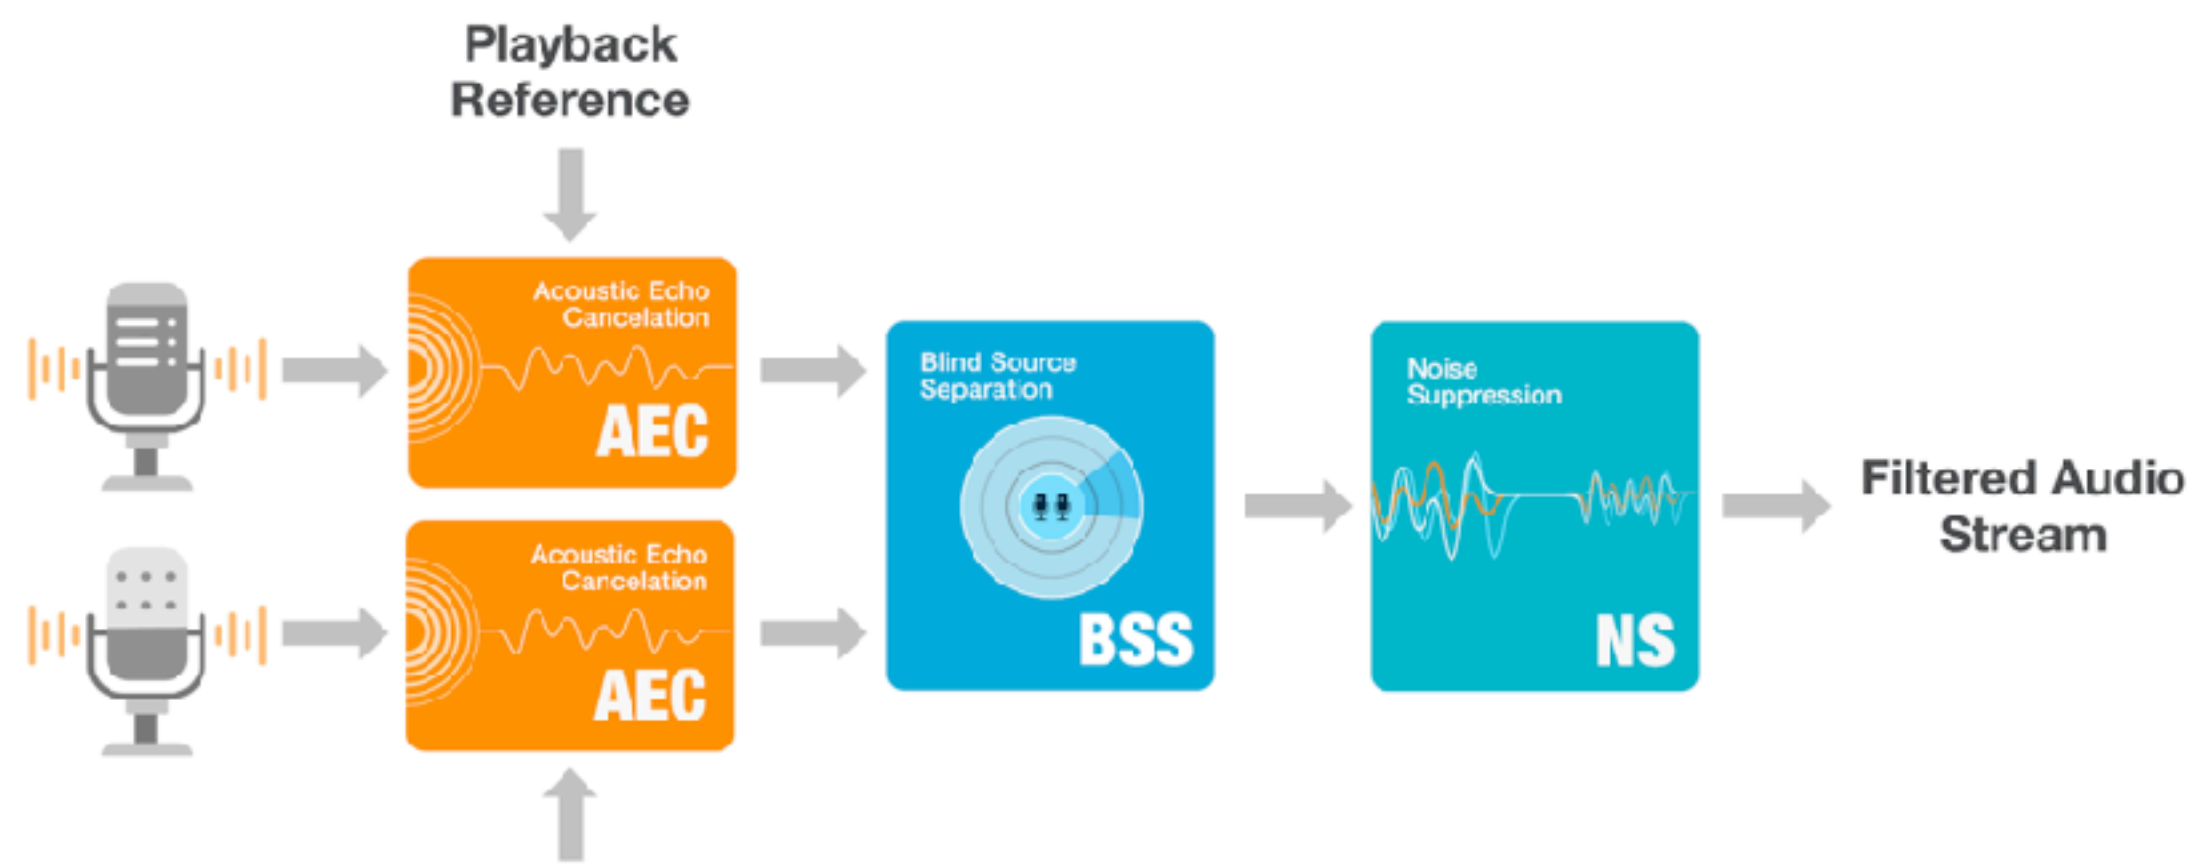 Playback
Reference
Acoustic Echo
Cancelation
AEC
Acoustic Echo
Cancelation
AEC
Blind Source
Separation
BSS
Noise
Suppression
NS
Filtered Audio
Stream